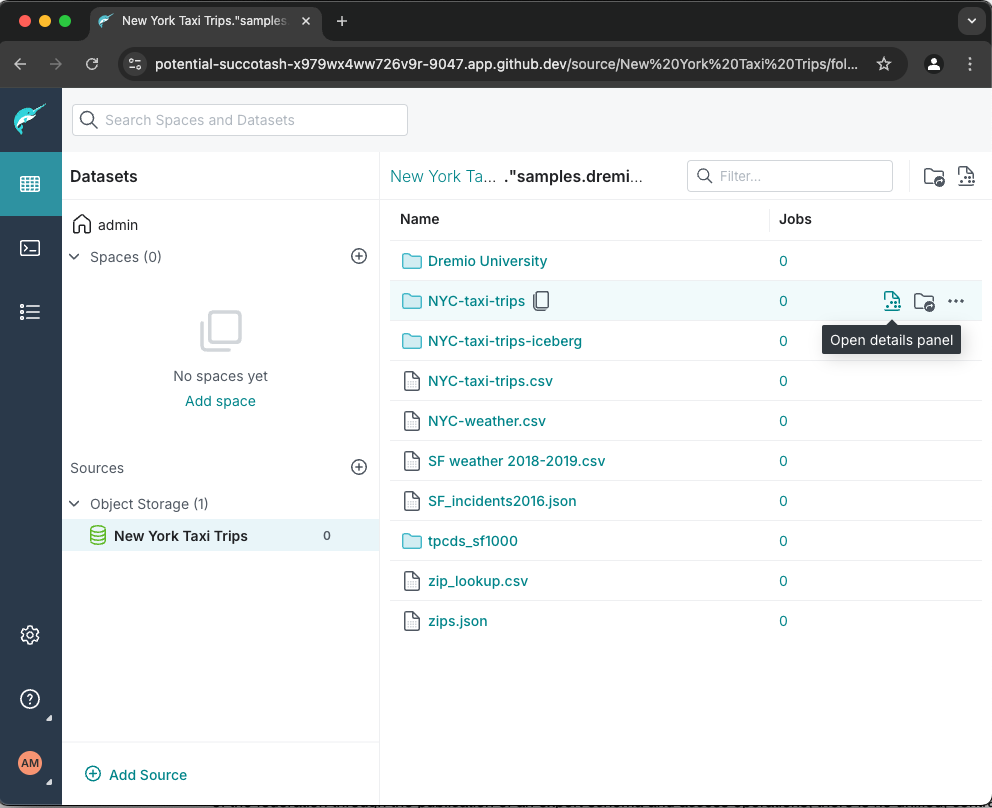 New York Taxi Trips."samples
potential-succotash-x979wx4ww726v9r-9047.app.github.dev/source/New%20York%20Taxi%20Trips/fol...
Search Spaces and Datasets
Datasets
New York Ta... ."samples.dremi...
Filter...
admin
Spaces (0)
No spaces yet
Add space
Sources
Object Storage (1)
New York Taxi Trips 0
Add Source
AM
Name Jobs
Dremio University 0
NYC-taxi-trips 0
Open details panel
NYC-taxi-trips-iceberg 0
NYC-taxi-trips.csv 0
NYC-weather.csv 0
SF weather 2018-2019.csv 0
SF_incidents2016.json 0
tpcds_sf1000 0
zip_lookup.csv 0
zips.json 0